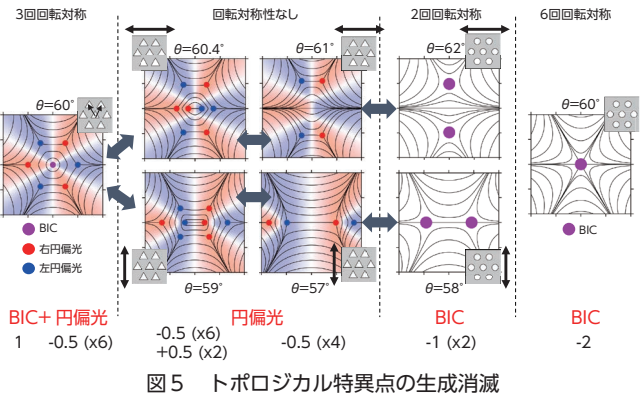 3回回転対称
回転対称性なし
2回回転対称
6回回転対称
θ=60.4°
θ=61°
θ=62°
θ=60°
θ=60°
BIC
右円偏光
左円偏光
BIC
θ=59°
θ=57°
θ=58°
BIC+円偏光
円偏光
BIC
BIC
1 -0.5 (x6)
-0.5 (x6)
+0.5 (x2)
-0.5 (x4)
-1 (x2)
-2
図5 トポロジカル特異点の生成消滅